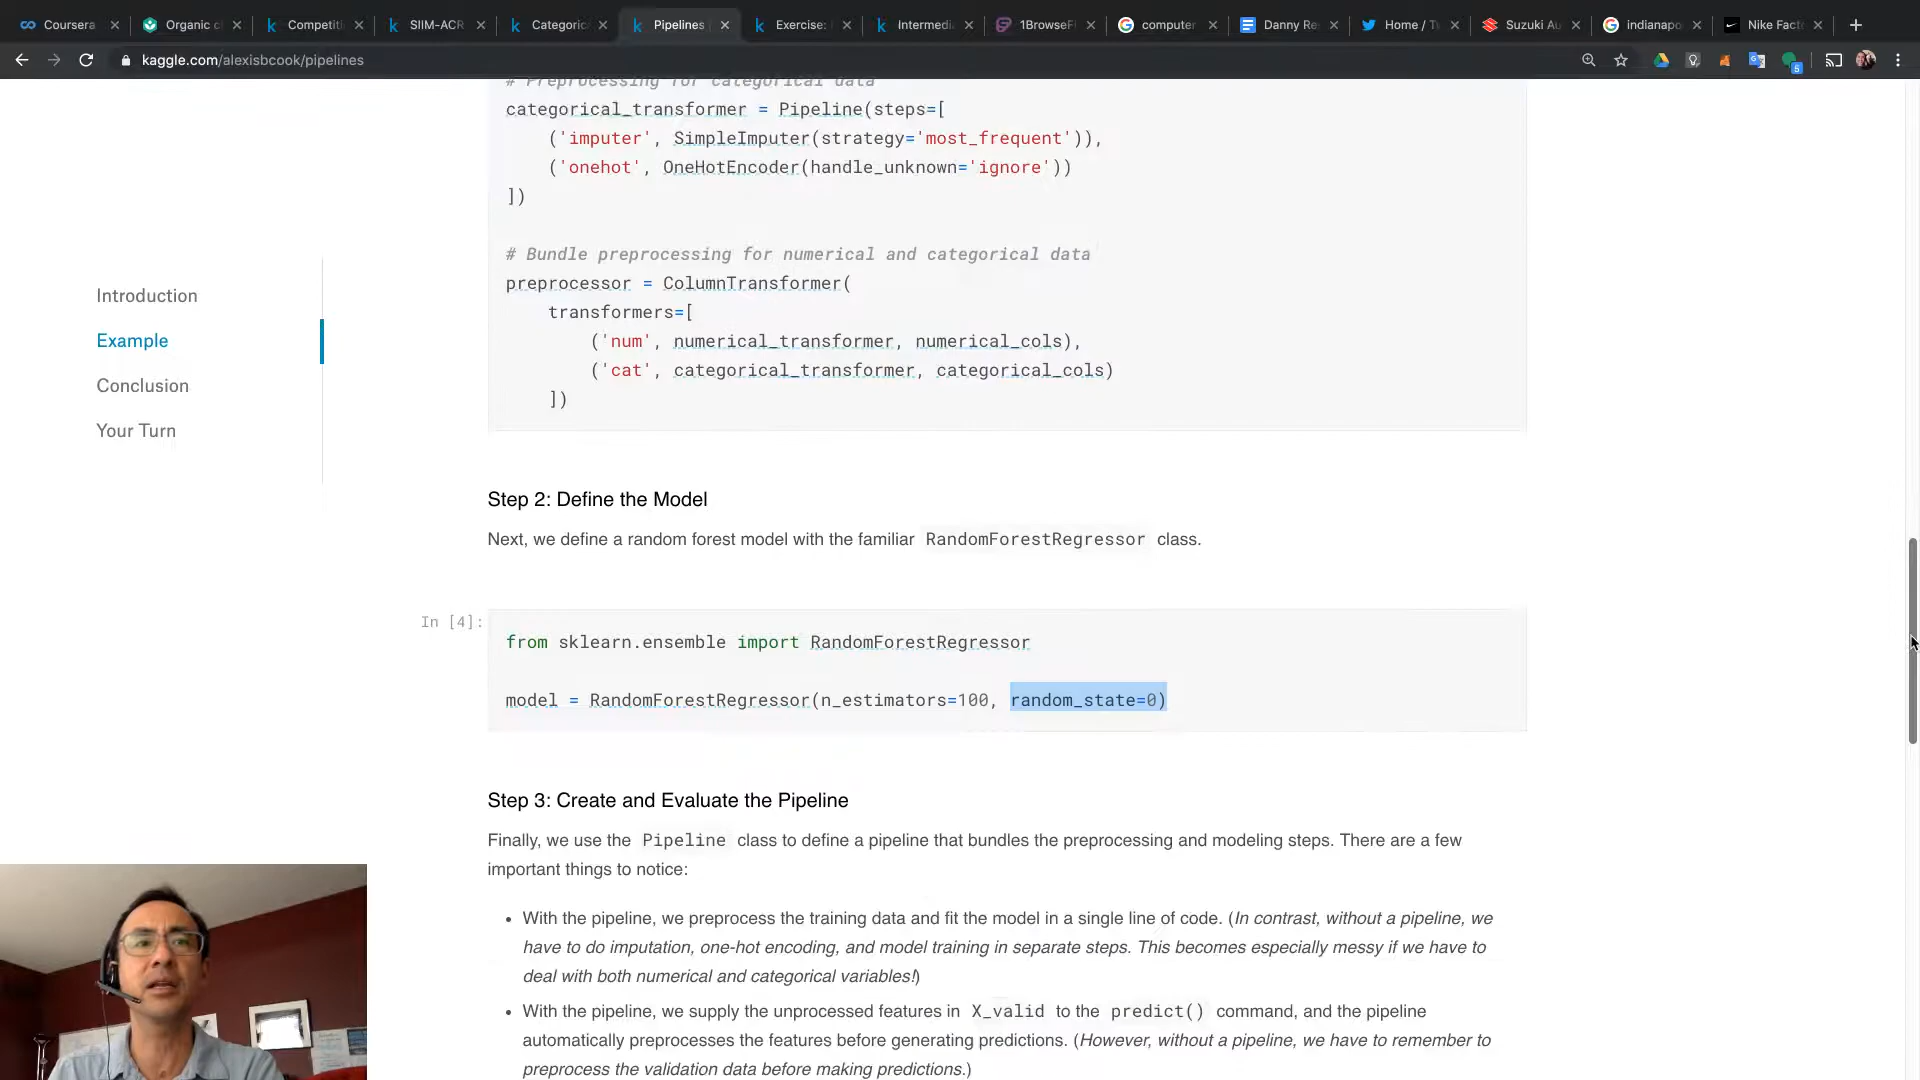 Coursera
Organic c
Competiti
SIIM-ACR
Categoric
Pipelines
Exercise:
Intermedi
1BrowseFi
computer
Danny Re
Home / Tw
Suzuki Au
indianapo
Nike Fact
kaggle.com/alexisbcook/pipelines
5
# Preprocessing for categorical data
categorical_transformer = Pipeline(steps=[
('imputer', SimpleImputer(strategy='most_frequent')),
('onehot', OneHotEncoder(handle_unknown='ignore'))
])
# Bundle preprocessing for numerical and categorical data
preprocessor = ColumnTransformer(
transformers=[
('num', numerical_transformer, numerical_cols),
('cat', categorical_transformer, categorical_cols)
])
Introduction
Example
Conclusion
Your Turn
Step 2: Define the Model
Next, we define a random forest model with the familiar RandomForestRegressor class.
In [4]:
from sklearn.ensemble import RandomForestRegressor
model = RandomForestRegressor(n_estimators=100, random_state=0)
Step 3: Create and Evaluate the Pipeline
Finally, we use the Pipeline class to define a pipeline that bundles the preprocessing and modeling steps. There are a few
important things to notice:
• With the pipeline, we preprocess the training data and fit the model in a single line of code. (In contrast, without a pipeline, we
have to do imputation, one-hot encoding, and model training in separate steps. This becomes especially messy if we have to
deal with both numerical and categorical variables!)
• With the pipeline, we supply the unprocessed features in X_valid to the predict() command, and the pipeline
automatically preprocesses the features before generating predictions. (However, without a pipeline, we have to remember to
preprocess the validation data before making predictions.)